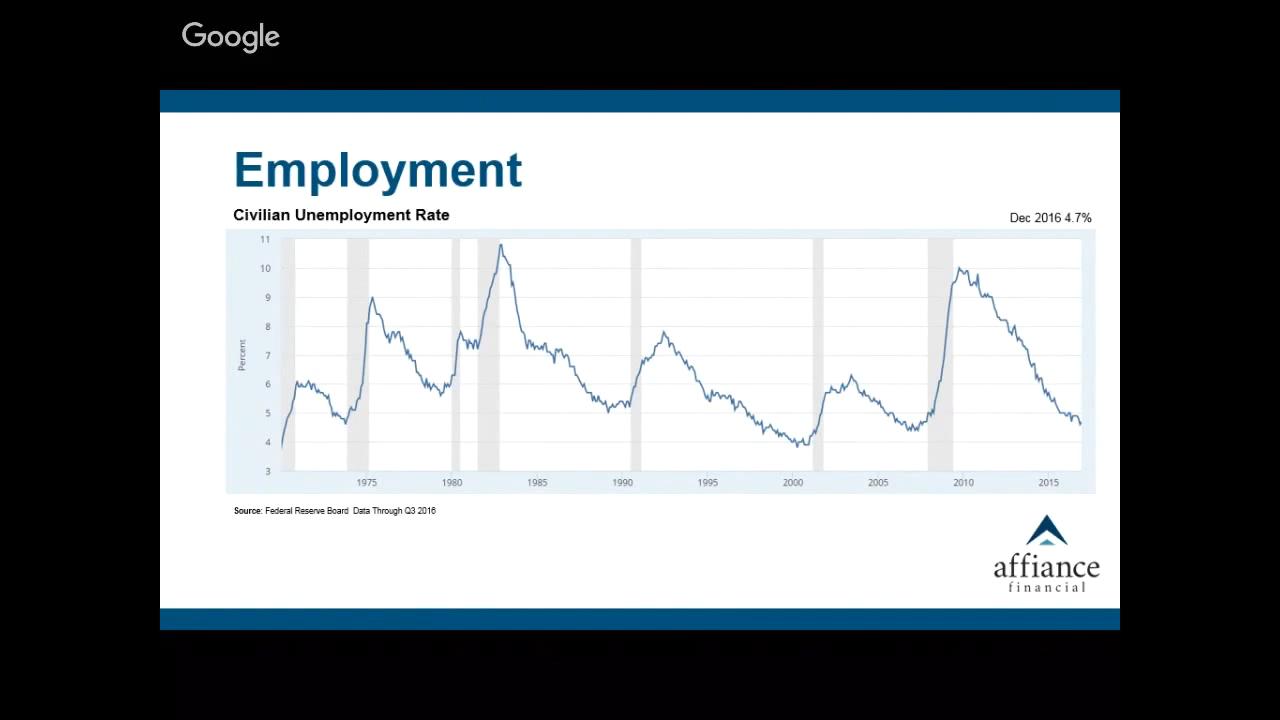 Google
Employment
Civilian Unemployment Rate
Dec 2016 4.7%
11
10
9
8
7
6
5
4
3
Percent
1975 1980 1985 1990 1995 2000 2005 2010 2015
Source: Federal Reserve Board Data Through Q3 2016
affiance
financial